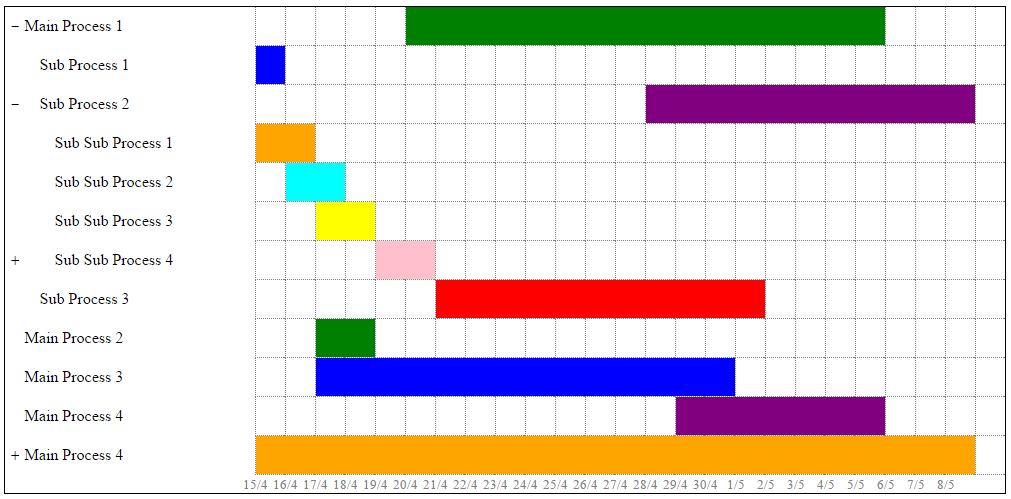 − Main Process 1
Sub Process 1
− Sub Process 2
Sub Sub Process 1
Sub Sub Process 2
Sub Sub Process 3
+ Sub Sub Process 4
Sub Process 3
Main Process 2
Main Process 3
Main Process 4
+ Main Process 4
15/4 16/4 17/4 18/4 19/4 20/4 21/4 22/4 23/4 24/4 25/4 26/4 27/4 28/4 29/4 30/4 1/5 2/5 3/5 4/5 5/5 6/5 7/5 8/5